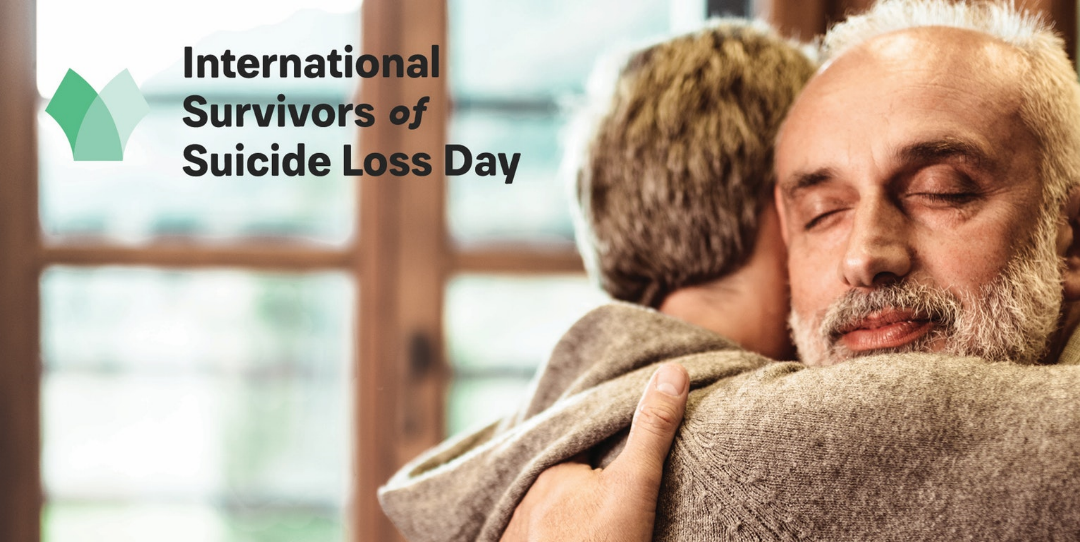 International
Survivors of
Suicide Loss Day